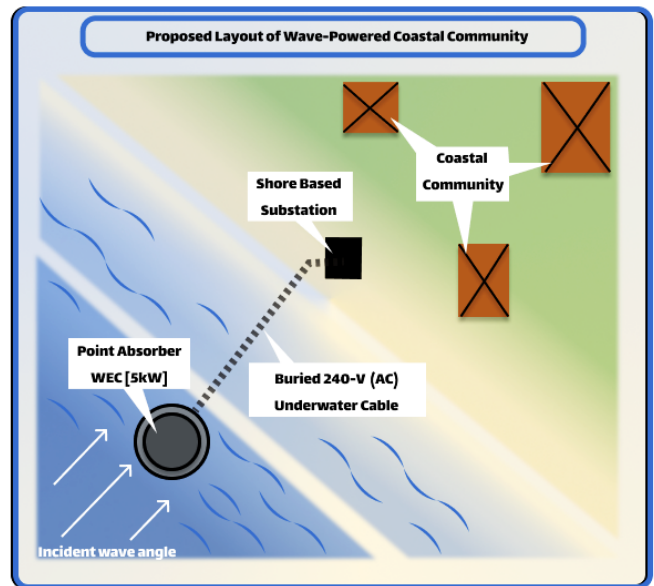 Proposed Layout of Wave-Powered Coastal Community
Coastal
Community
Shore Based
Substation
Point Absorber
WEC [5kW]
Buried 240-V (AC)
Underwater Cable
Incident wave angle